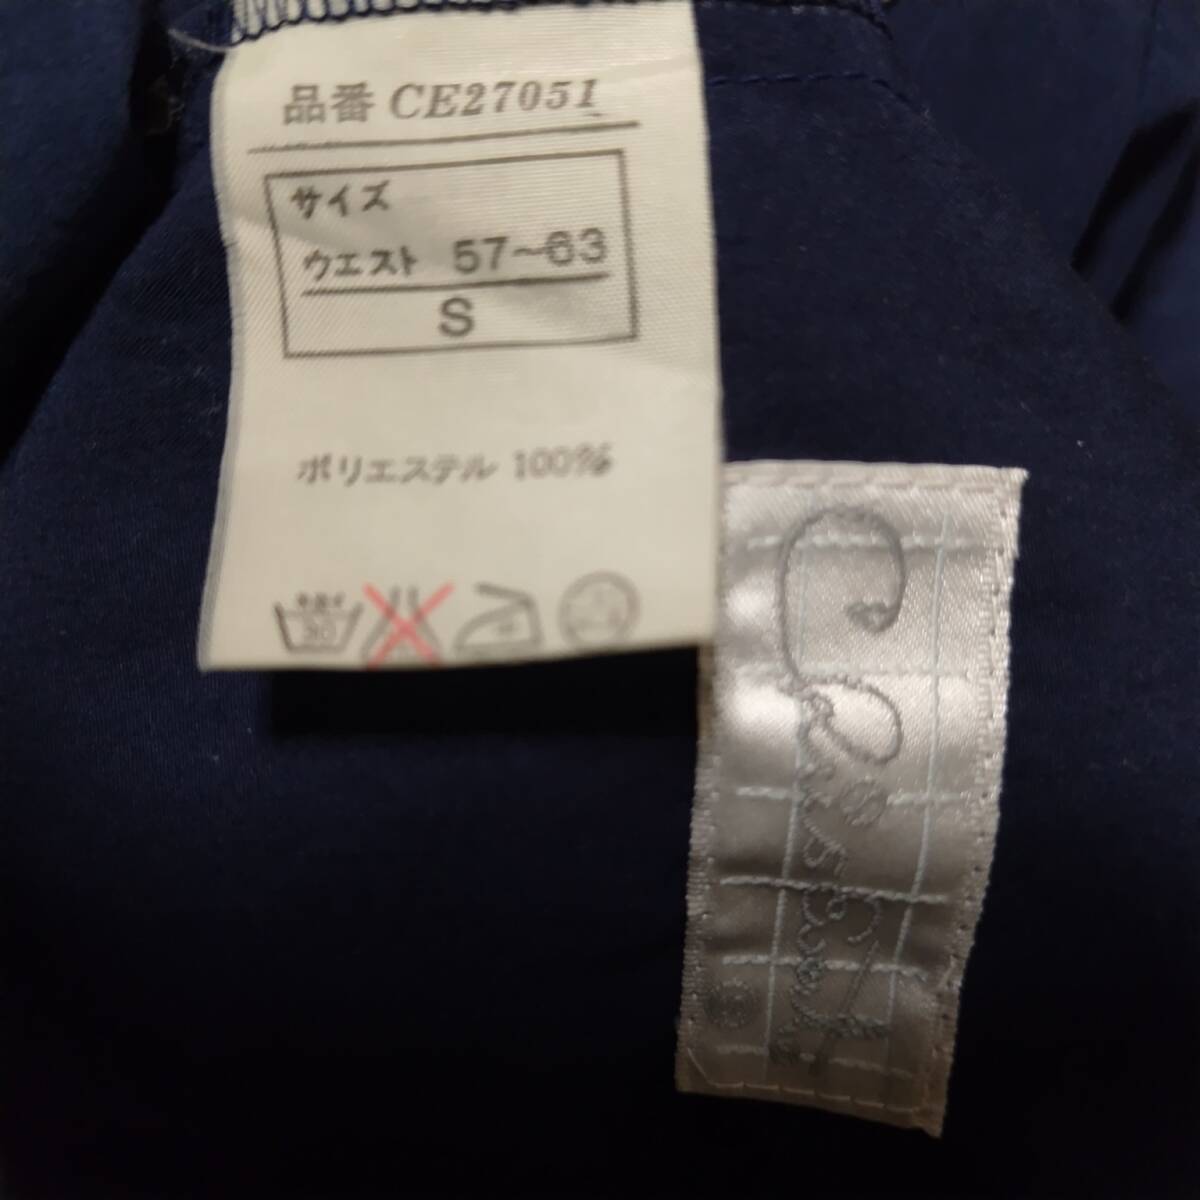 品番 CE27051
サイズ
ウエスト 57~63
S
ポリエステル 100%
30